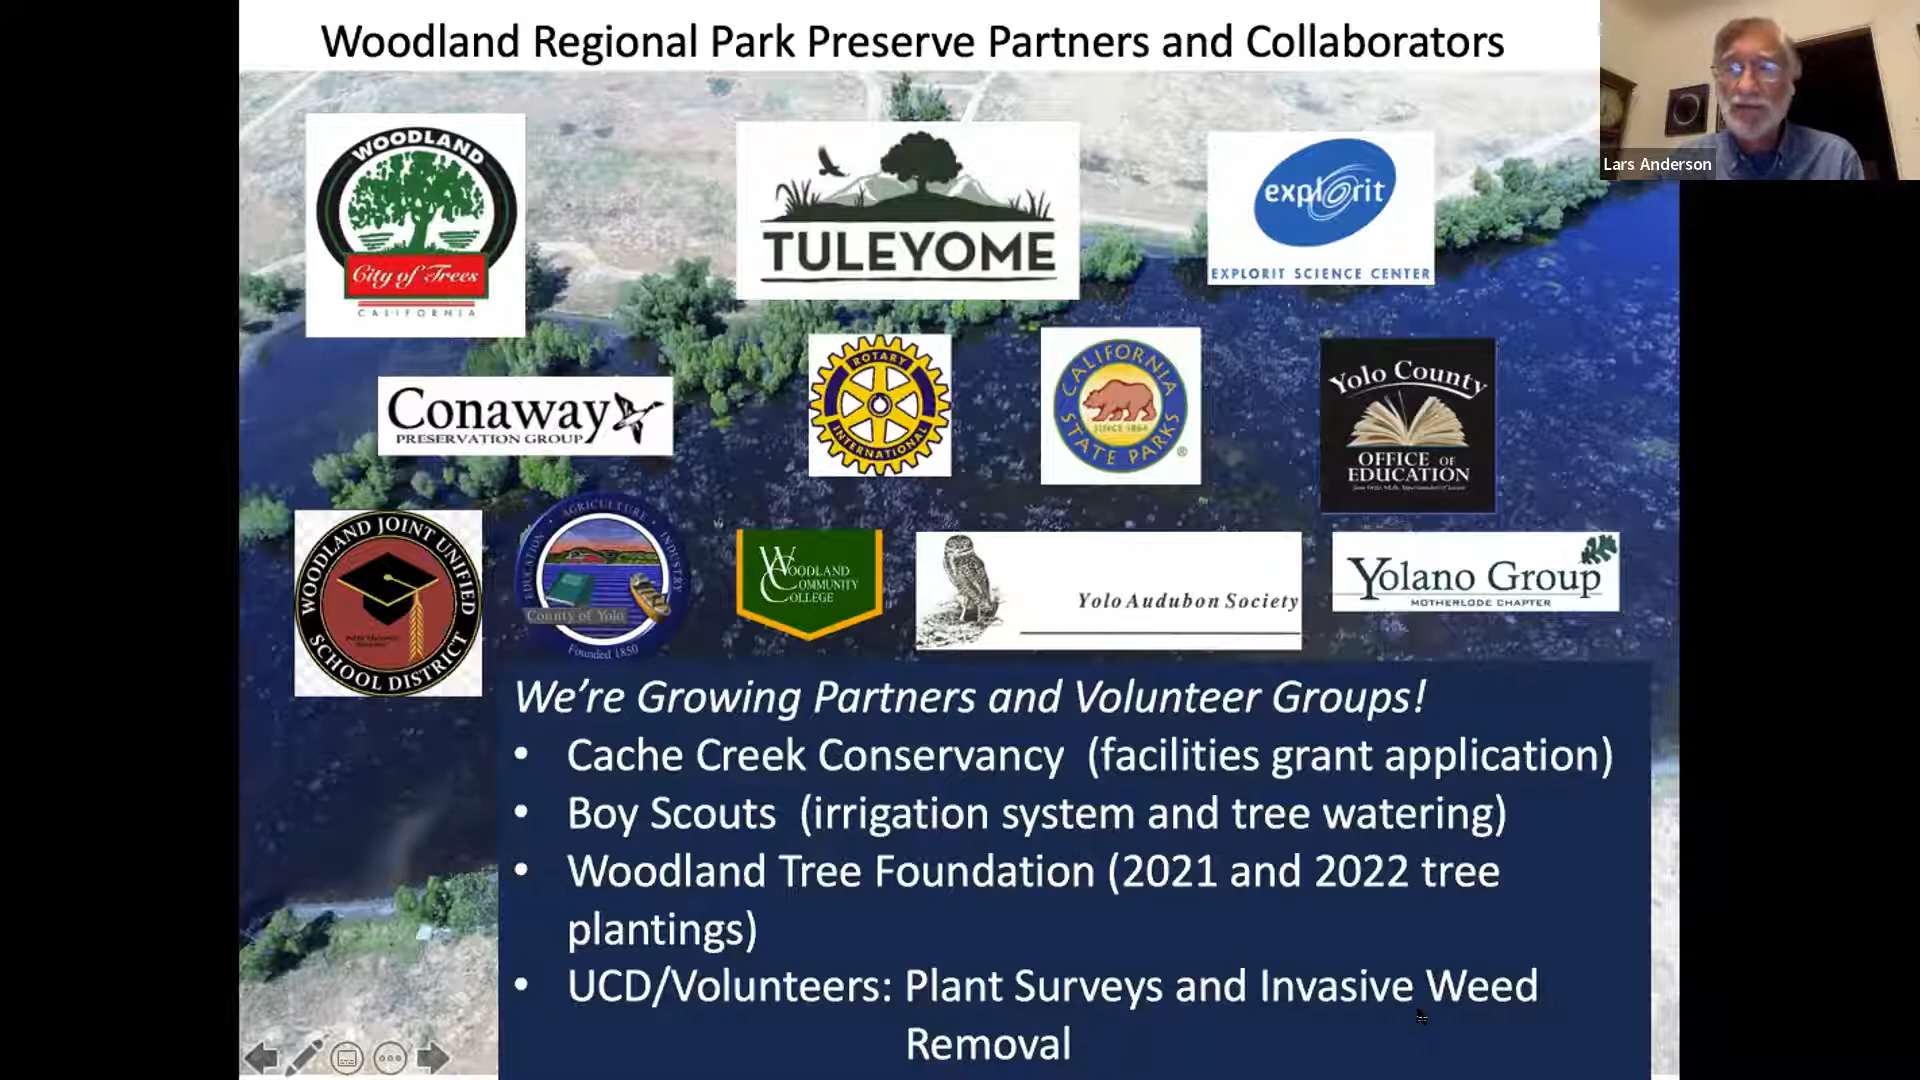 Woodland Regional Park Preserve Partners and Collaborators
Lars Anderson
WOODLAND
City of Trees
CALIFORNIA
TULEYOME
explorit
EXPLORIT SCIENCE CENTER
Conaway
PRESERVATION GROUP
ROTARY
INTERNATIONAL
CALIFORNIA
STATE PARKS
SINCE 1864
®
Yolo County
OFFICE OF
EDUCATION
WOODLAND JOINT UNIFIED
SCHOOL DISTRICT
EDUCATION · AGRICULTURE · INDUSTRY
County of Yolo
Founded 1850
WOODLAND
COMMUNITY
COLLEGE
Yolo Audubon Society
Yolano Group
MOTHERLODE CHAPTER
We’re Growing Partners and Volunteer Groups!
• Cache Creek Conservancy (facilities grant application)
• Boy Scouts (irrigation system and tree watering)
• Woodland Tree Foundation (2021 and 2022 tree
plantings)
• UCD/Volunteers: Plant Surveys and Invasive Weed
Removal